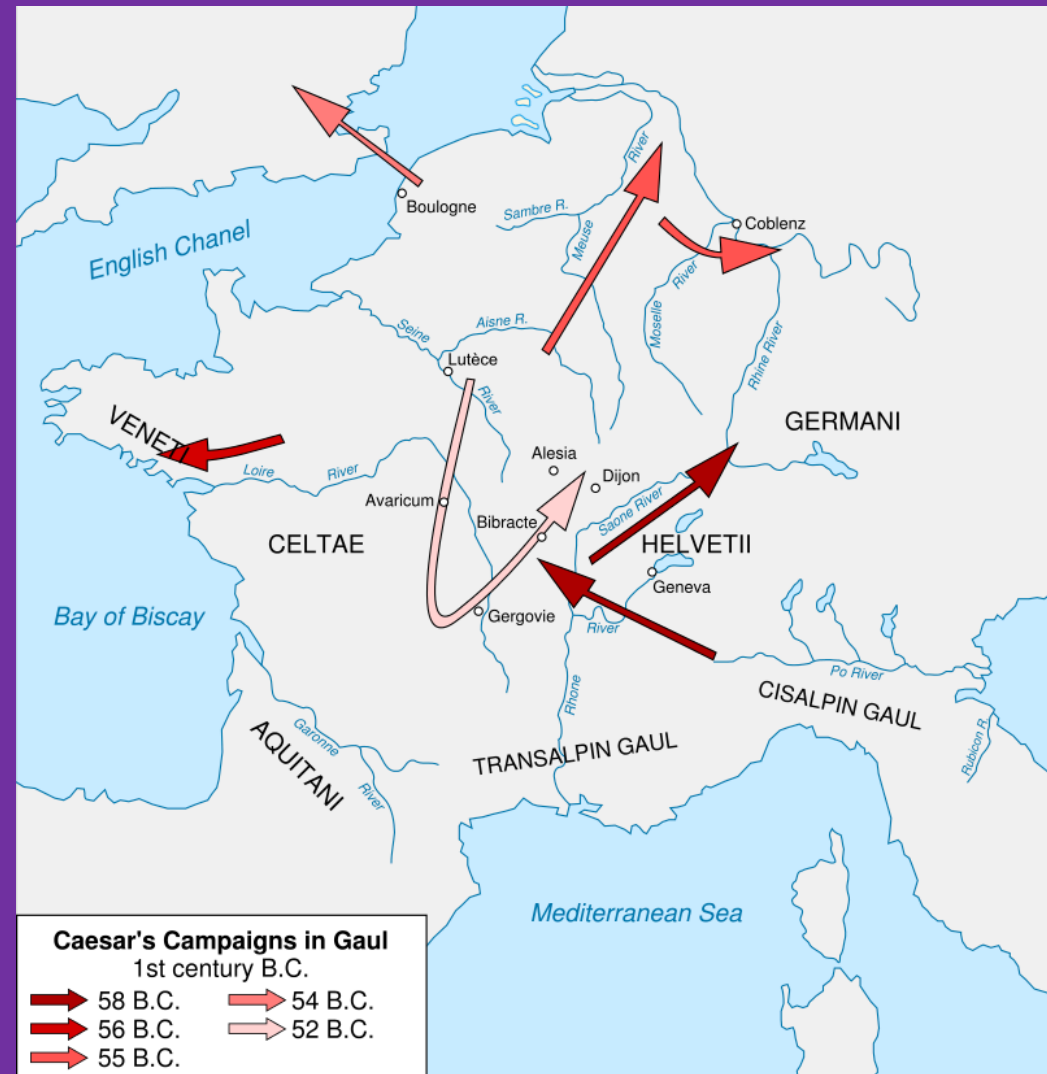 River
Boulogne
Sambre R.
Coblenz
English Chanel
Meuse
River
Moselle
Seine
Aisne R.
Rhine River
Lutèce
River
VENETI
GERMANI
Alesia
Loire
River
Dijon
Avaricum
Saone River
Bibracte
CELTAE
HELVETII
Geneva
Bay of Biscay
Gergovie
River
Po River
Rhone
CISALPIN GAUL
Garonne
AQUITANI
TRANSALPIN GAUL
Rubicon R.
River
Mediterranean Sea
Caesar's Campaigns in Gaul
1st century B.C.
58 B.C.
54 B.C.
56 B.C.
52 B.C.
55 B.C.